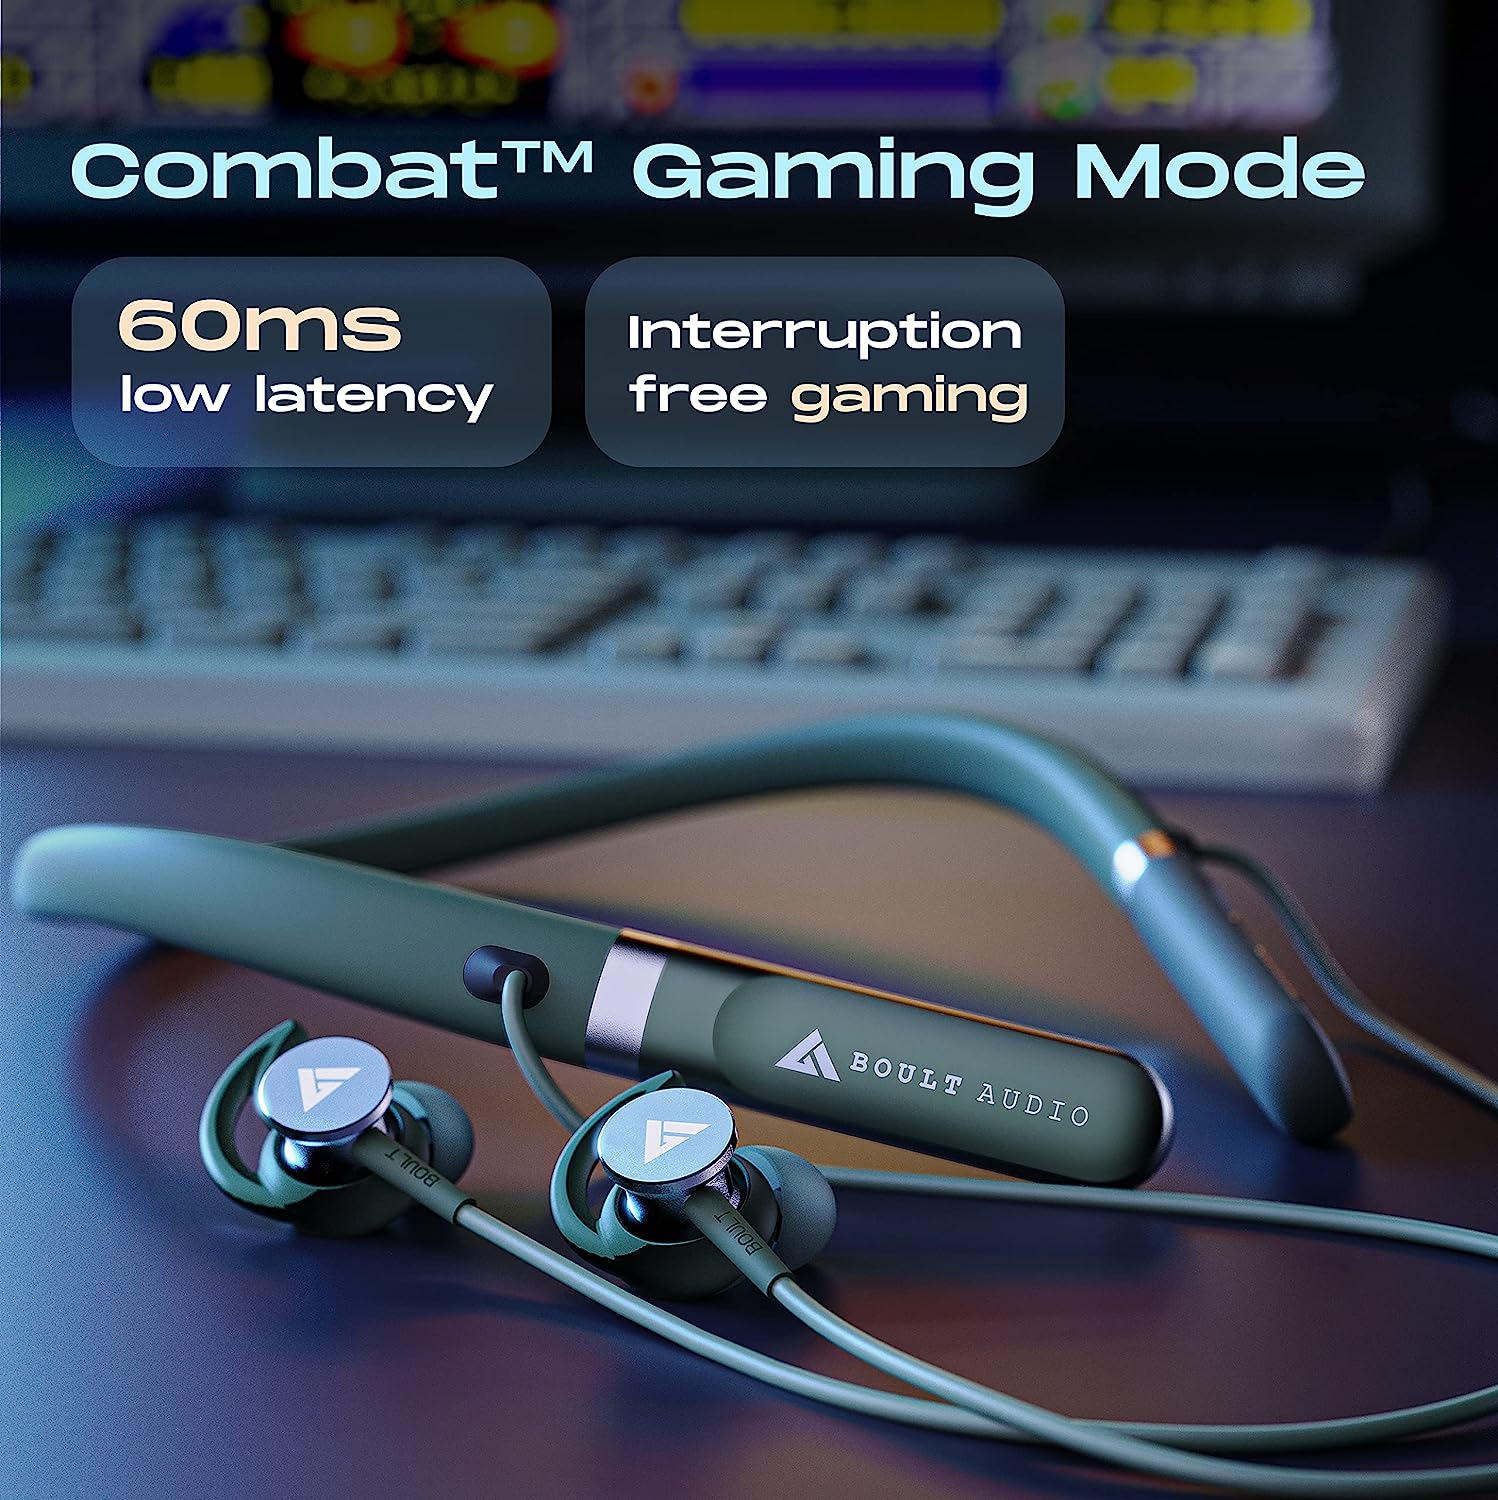 Combat™ Gaming Mode
60ms
low latency
Interruption
free gaming
BOULT AUDIO
BOULT
BOULT